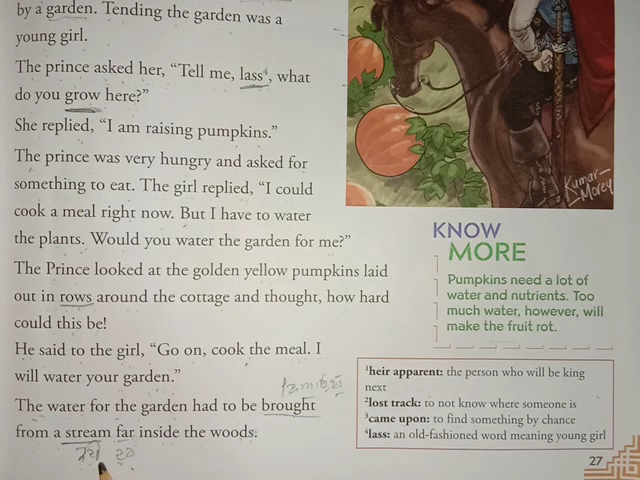 by a garden. Tending the garden was a
young girl.
The prince asked her, “Tell me, lass⁴, what
do you grow here?”
She replied, “I am raising pumpkins.”
The prince was very hungry and asked for
something to eat. The girl replied, “I could
cook a meal right now. But I have to water
the plants. Would you water the garden for me?”
The Prince looked at the golden yellow pumpkins laid
out in rows around the cottage and thought, how hard
could this be!
He said to the girl, “Go on, cook the meal. I
will water your garden.”
The water for the garden had to be brought
from a stream far inside the woods.
Kumar
Morey
KNOW
MORE
Pumpkins need a lot of
water and nutrients. Too
much water, however, will
make the fruit rot.
¹heir apparent: the person who will be king
next
²lost track: to not know where someone is
³came upon: to find something by chance
⁴lass: an old-fashioned word meaning young girl
27